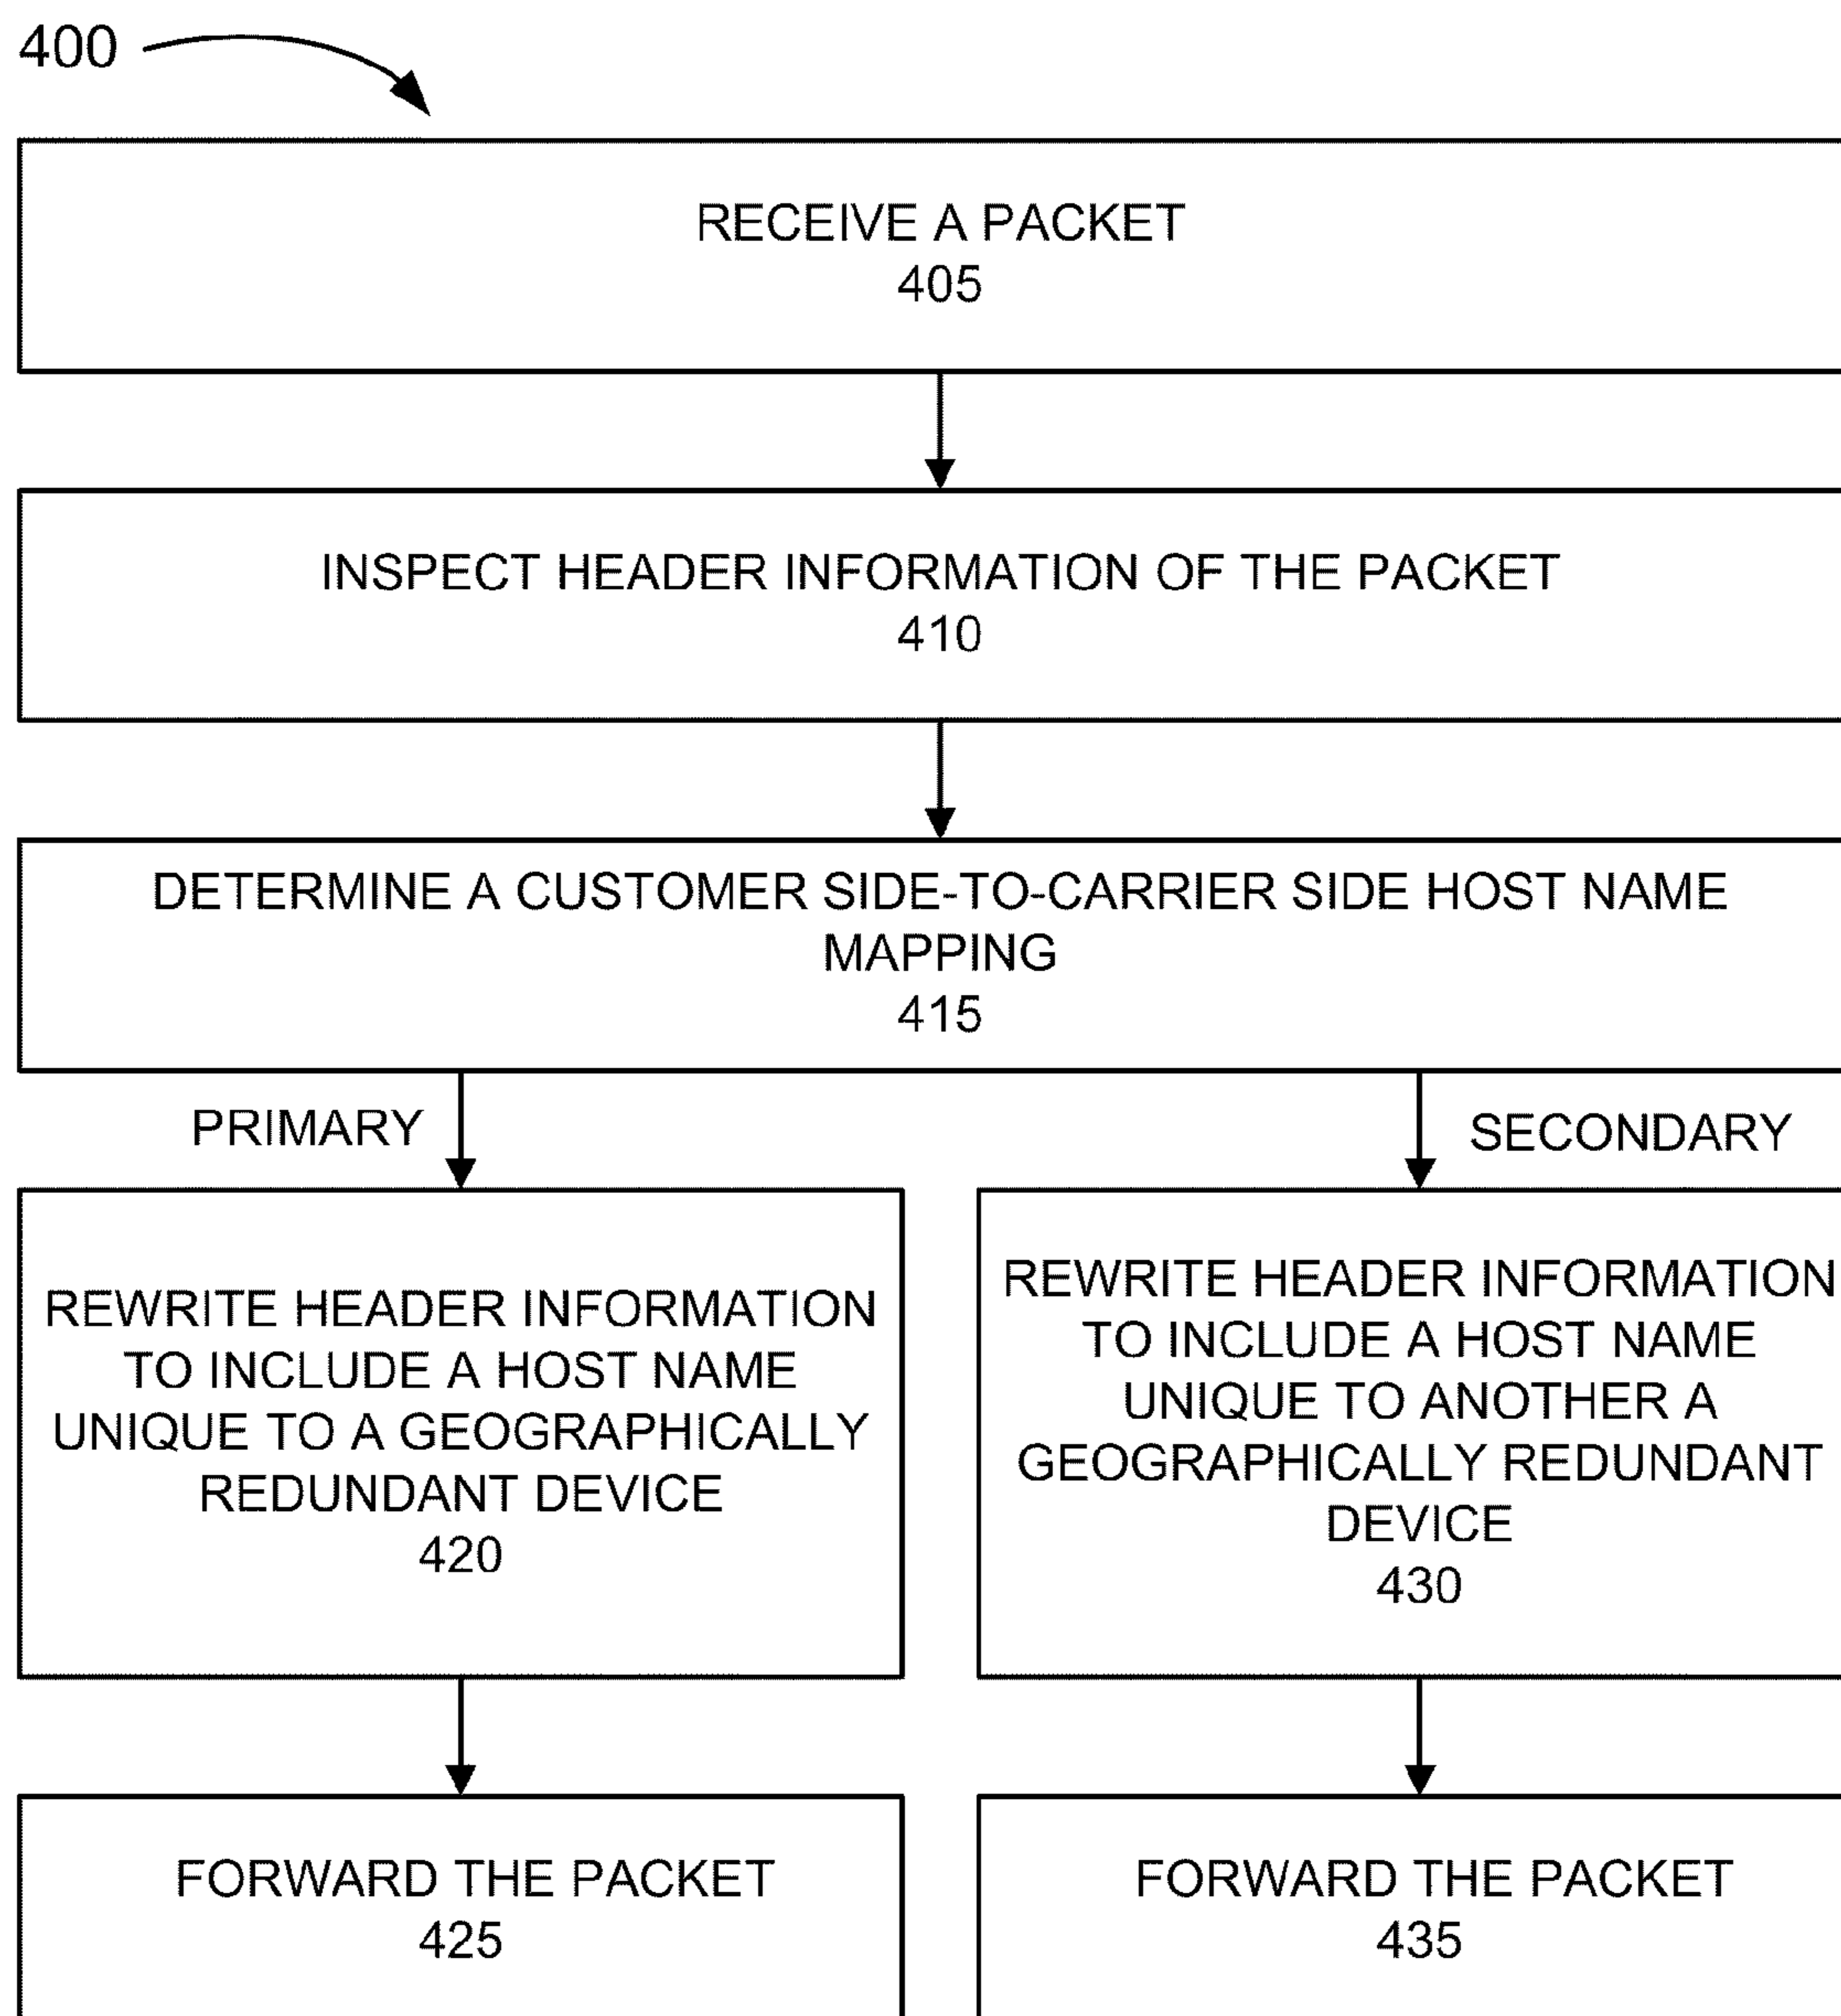 400
RECEIVE A PACKET
405
INSPECT HEADER INFORMATION OF THE PACKET
410
DETERMINE A CUSTOMER SIDE-TO-CARRIER SIDE HOST NAME
MAPPING
415
PRIMARY
SECONDARY
REWRITE HEADER INFORMATION
TO INCLUDE A HOST NAME
UNIQUE TO A GEOGRAPHICALLY
REDUNDANT DEVICE
420
REWRITE HEADER INFORMATION
TO INCLUDE A HOST NAME
UNIQUE TO ANOTHER A
GEOGRAPHICALLY REDUNDANT
DEVICE
430
FORWARD THE PACKET
425
FORWARD THE PACKET
435